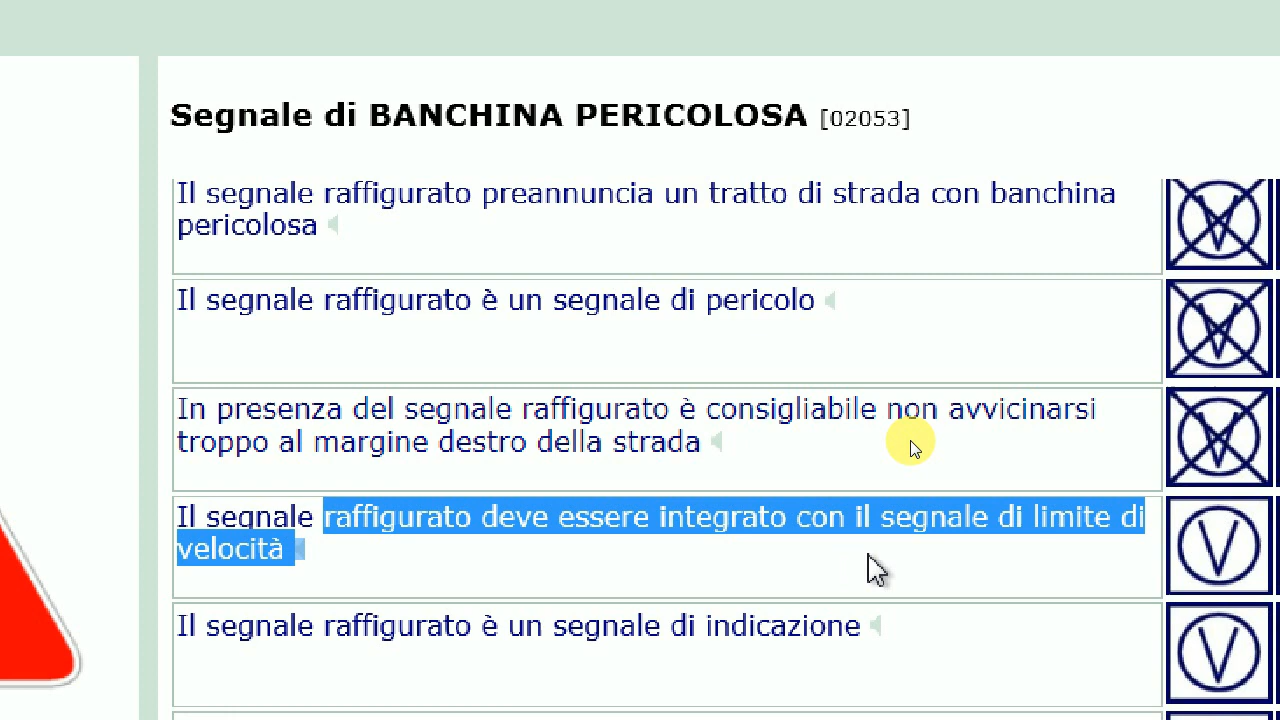 Segnale di BANCHINA PERICOLOSA [02053]
Il segnale raffigurato preannuncia un tratto di strada con banchina
pericolosa
V
Il segnale raffigurato è un segnale di pericolo
V
In presenza del segnale raffigurato è consigliabile non avvicinarsi
troppo al margine destro della strada
V
Il segnale raffigurato deve essere integrato con il segnale di limite di
velocità
V
Il segnale raffigurato è un segnale di indicazione
V